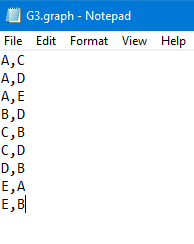 G3.graph - Notepad
File Edit Format View Help
A,C
A,D
A,E
B,D
C,B
C,D
D,B
E,A
E,B